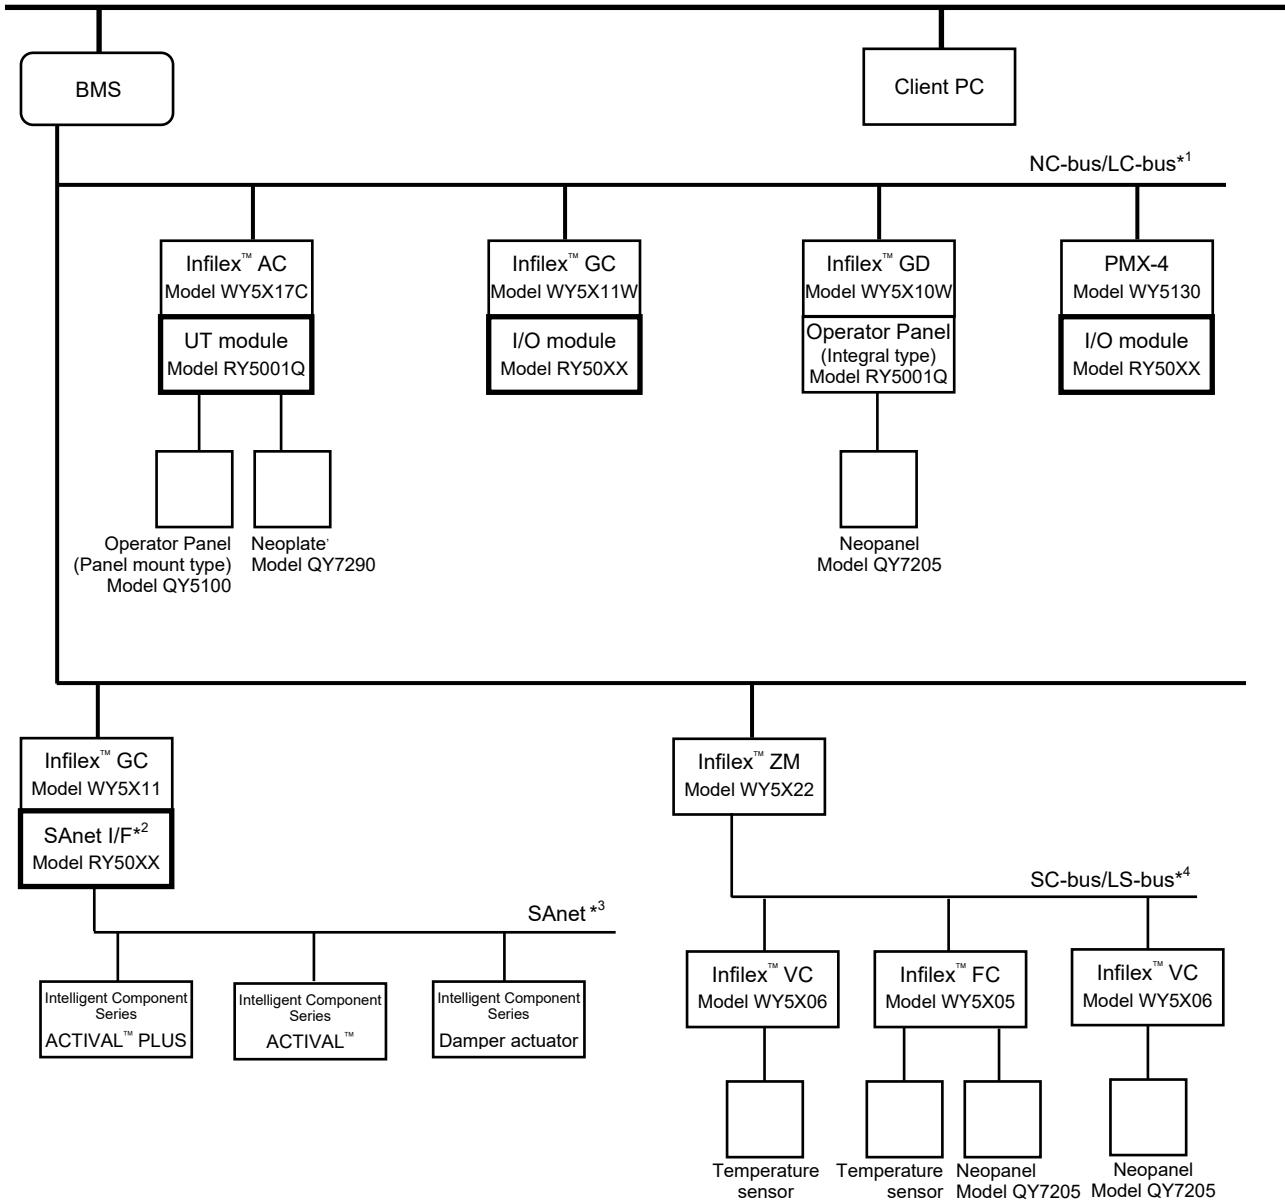 BMS
Client PC
NC-bus/LC-bus*1
Infilex™ AC
Model WY5X17C
UT module
Model RY5001Q
Infilex™ GC
Model WY5X11W
I/O module
Model RY50XX
Infilex™ GD
Model WY5X10W
Operator Panel
(Integral type)
Model RY5001Q
PMX-4
Model WY5130
I/O module
Model RY50XX
Operator Panel
(Panel mount type)
Model QY5100
Neoplate
Model QY7290
Neopanel
Model QY7205
Infilex™ GC
Model WY5X11
SAnet I/F*2
Model RY50XX
Infilex™ ZM
Model WY5X22
SAnet *3
SC-bus/LS-bus*4
Intelligent Component
Series
ACTIVAL™ PLUS
Intelligent Component
Series
ACTIVAL™
Intelligent Component
Series
Damper actuator
Infilex™ VC
Model WY5X06
Infilex™ FC
Model WY5X05
Infilex™ VC
Model WY5X06
Temperature
sensor
Temperature
sensor
Neopanel
Model QY7205
Neopanel
Model QY7205